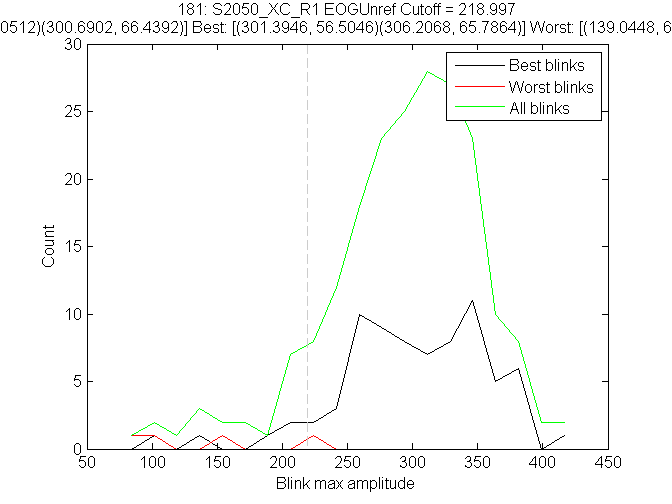 181: S2050_XC_R1 EOGUnref Cutoff = 218.997
0512)(300.6902, 66.4392)] Best: [(301.3946, 56.5046)(306.2068, 65.7864)] Worst: [(139.0448, 6
30
25
20
15
10
5
0
Count
Best blinks
Worst blinks
All blinks
50 100 150 200 250 300 350 400 450
Blink max amplitude